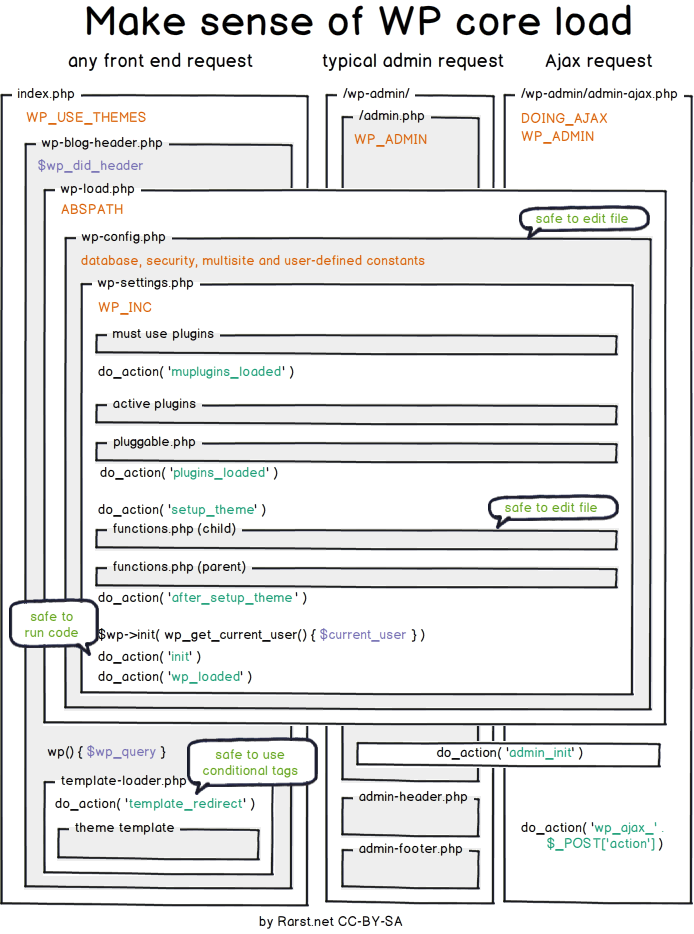 Make sense of WP core load
any front end request
typical admin request
Ajax request
index.php
/wp-admin/
/wp-admin/admin-ajax.php
WP_USE_THEMES
/admin.php
DOING_AJAX
WP_ADMIN
WP_ADMIN
wp-blog-header.php
$wp_did_header
wp-load.php
ABSPATH
safe to edit file
wp-config.php
database, security, multisite and user-defined constants
wp-settings.php
WP_INC
must use plugins
do_action( 'muplugins_loaded' )
active plugins
pluggable.php
do_action( 'plugins_loaded' )
do_action( 'setup_theme' )
safe to edit file
functions.php (child)
functions.php (parent)
do_action( 'after_setup_theme' )
safe to
run code
$wp->init( wp_get_current_user() { $current_user } )
do_action( 'init' )
do_action( 'wp_loaded' )
wp() { $wp_query }
safe to use
conditional tags
do_action( 'admin_init' )
template-loader.php
do_action( 'template_redirect' )
theme template
admin-header.php
admin-footer.php
do_action( 'wp_ajax_' .
$_POST['action'] )
by Rarst.net CC-BY-SA